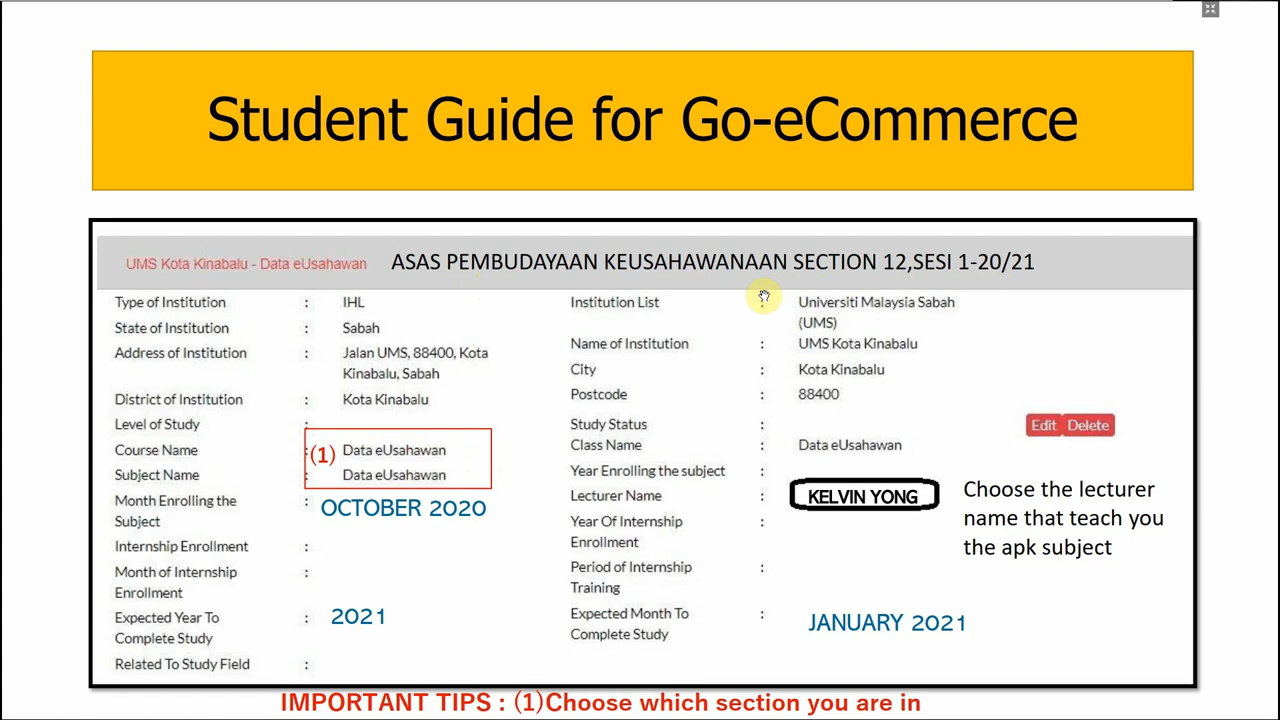 Student Guide for Go-eCommerce
UMS Kota Kinabalu - Data eUsahawan ASAS PEMBUDAYAAN KEUSAHAWANAAN SECTION 12,SESI 1-20/21
Type of Institution : IHL
State of Institution : Sabah
Address of Institution : Jalan UMS, 88400, Kota
Kinabalu, Sabah
District of Institution : Kota Kinabalu
Level of Study :
Course Name : Data eUsahawan
(1)
Subject Name : Data eUsahawan
Month Enrolling the :
Subject
OCTOBER 2020
Internship Enrollment :
Month of Internship :
Enrollment
Expected Year To : 2021
Complete Study
Related To Study Field :
Institution List : Universiti Malaysia Sabah
(UMS)
Name of Institution : UMS Kota Kinabalu
City : Kota Kinabalu
Postcode : 88400
Study Status :
Edit Delete
Class Name : Data eUsahawan
Year Enrolling the subject :
Lecturer Name : KELVIN YONG
Year Of Internship :
Enrollment
Period of Internship :
Training
Expected Month To : JANUARY 2021
Complete Study
Choose the lecturer
name that teach you
the apk subject
IMPORTANT TIPS : (1)Choose which section you are in